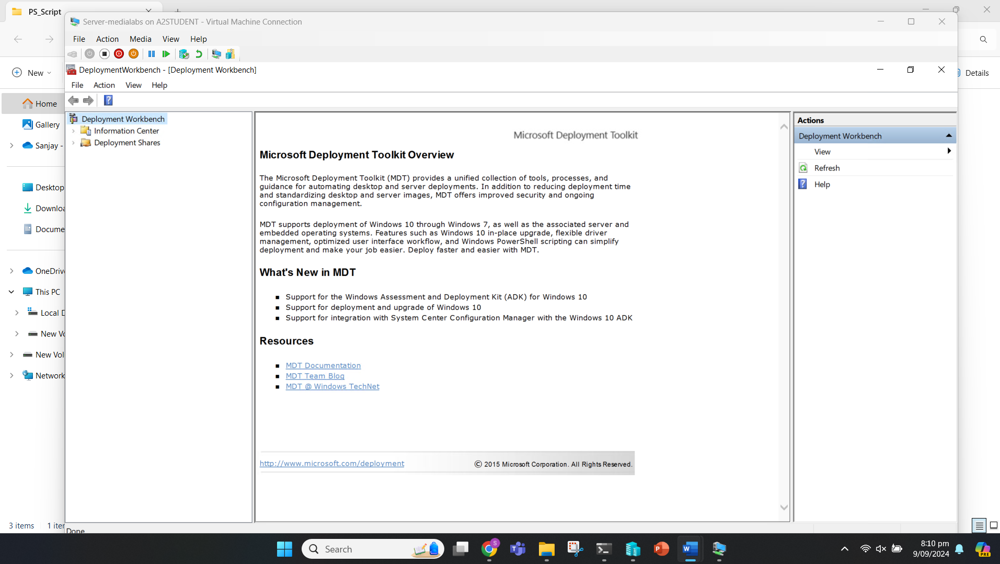 PS_Script
Server-medialabs on A2STUDENT - Virtual Machine Connection
File Action Media View Help
New
Details
DeploymentWorkbench - [Deployment Workbench]
File Action View Help
Home
Gallery
Sanjay -
Desktop
Downloa
Docume
OneDriv
This PC
Local D
New Vo
New Vol
Network
3 items 1 iter
Deployment Workbench
Information Center
Deployment Shares
Microsoft Deployment Toolkit
Microsoft Deployment Toolkit Overview
The Microsoft Deployment Toolkit (MDT) provides a unified collection of tools, processes, and
guidance for automating desktop and server deployments. In addition to reducing deployment time
and standardizing desktop and server images, MDT offers improved security and ongoing
configuration management.
MDT supports deployment of Windows 10 through Windows 7, as well as the associated server and
embedded operating systems. Features such as Windows 10 in-place upgrade, flexible driver
management, optimized user interface workflow, and Windows PowerShell scripting can simplify
deployment and make your job easier. Deploy faster and easier with MDT.
What's New in MDT
Support for the Windows Assessment and Deployment Kit (ADK) for Windows 10
Support for deployment and upgrade of Windows 10
Support for integration with System Center Configuration Manager with the Windows 10 ADK
Resources
MDT Documentation
MDT Team Blog
MDT @ Windows TechNet
http://www.microsoft.com/deployment
© 2015 Microsoft Corporation. All Rights Reserved.
Actions
Deployment Workbench
View
Refresh
Help
Done
Search
S
8:10 pm
9/09/2024
PRE